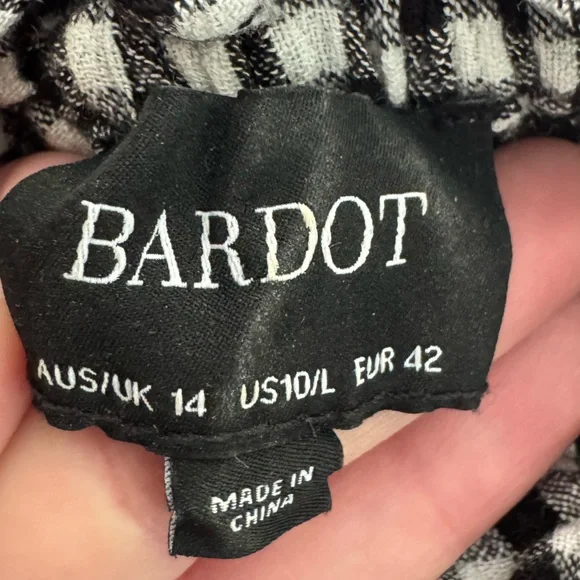 BARDOT
AUS/UK 14 US10/L EUR 42
MADE IN
CHINA